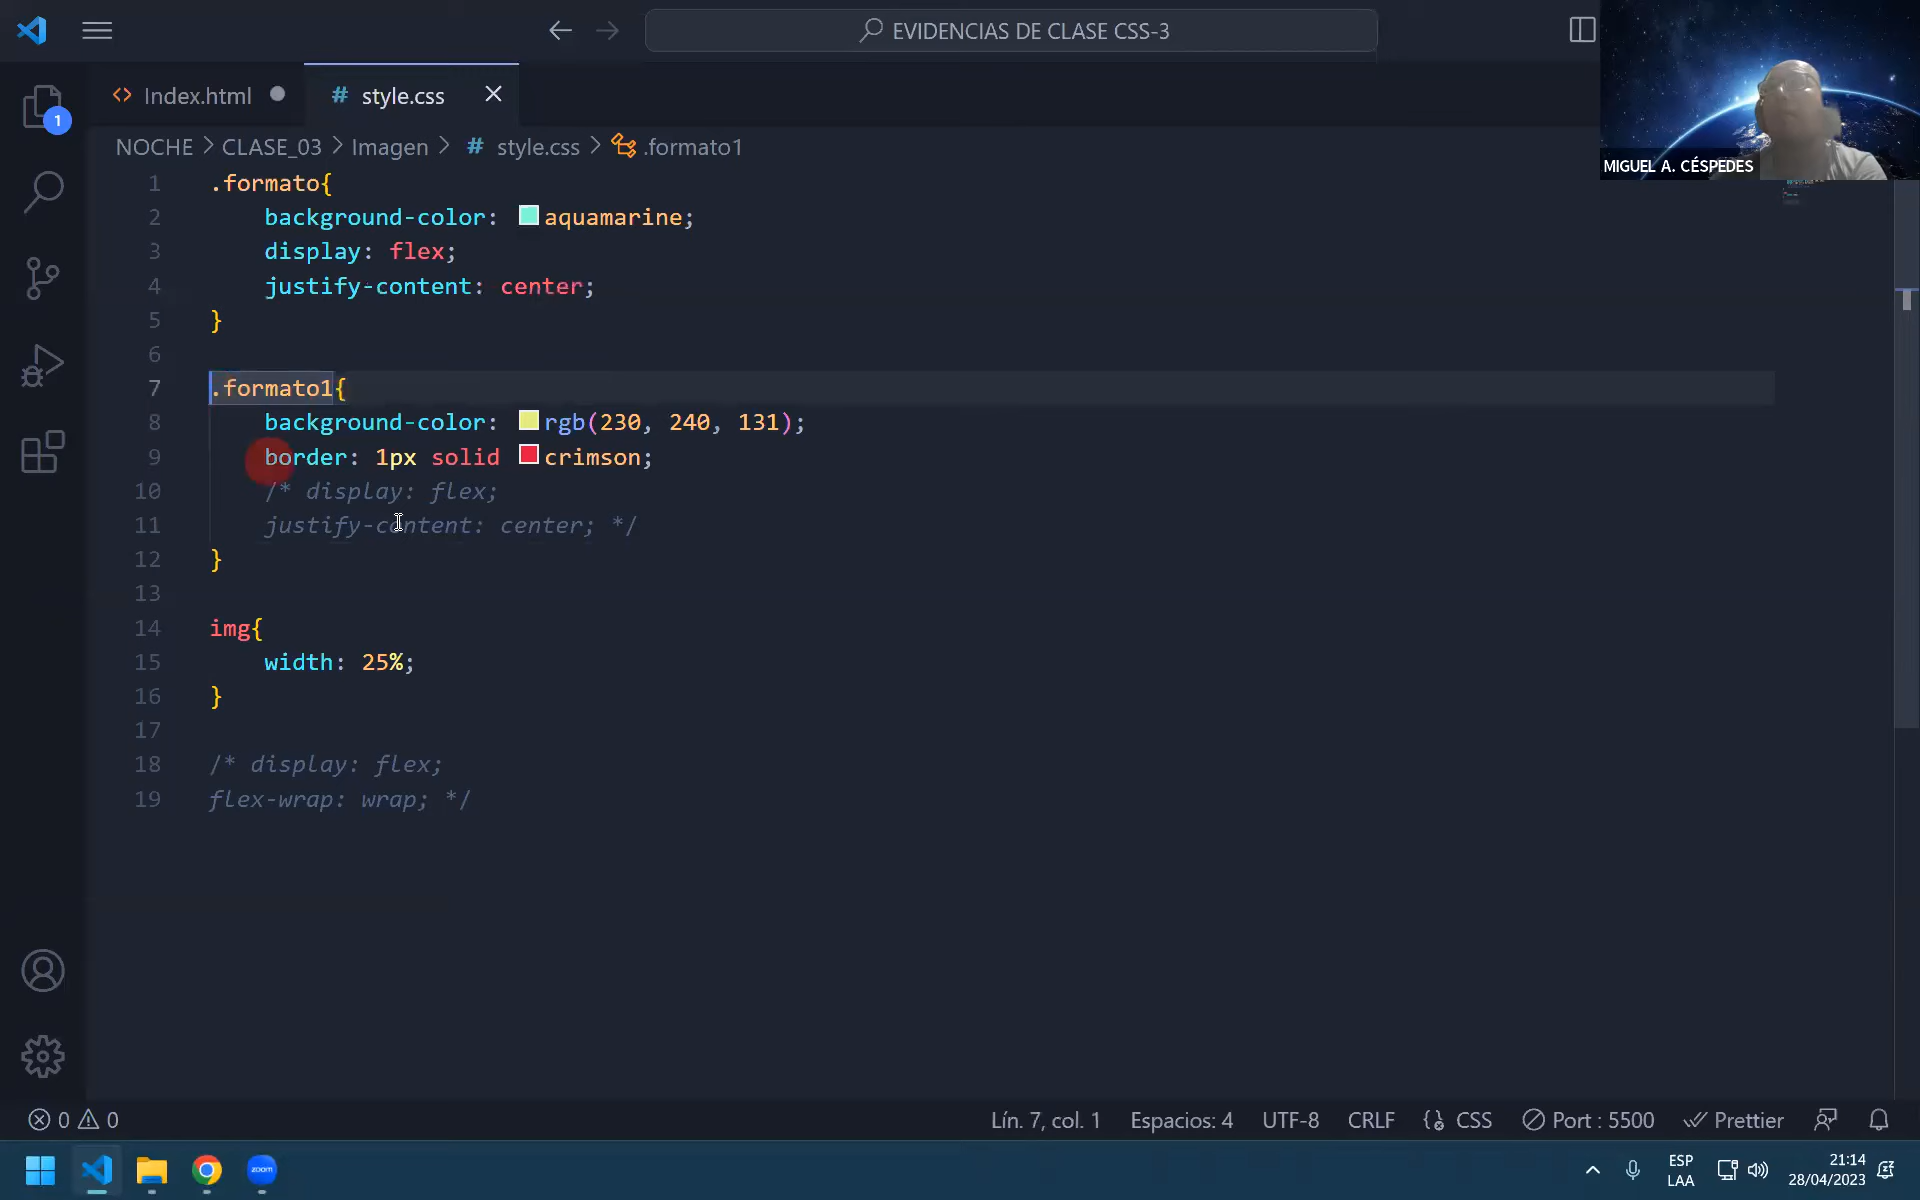 EVIDENCIAS DE CLASE CSS-3
Index.html
# style.css
1
NOCHE > CLASE_03 > Imagen > # style.css > .formato1
MIGUEL A. CÉSPEDES
1 .formato{
2 background-color: aquamarine;
3 display: flex;
4 justify-content: center;
5 }
6
7 .formato1{
8 background-color: rgb(230, 240, 131);
9 border: 1px solid crimson;
10 /* display: flex;
11 justify-content: center; */
12 }
13
14 img{
15 width: 25%;
16 }
17
18 /* display: flex;
19 flex-wrap: wrap; */
0 0 Lín. 7, col. 1 Espacios: 4 UTF-8 CRLF {} CSS Port : 5500 Prettier
zoom
ESP
LAA
21:14
28/04/2023